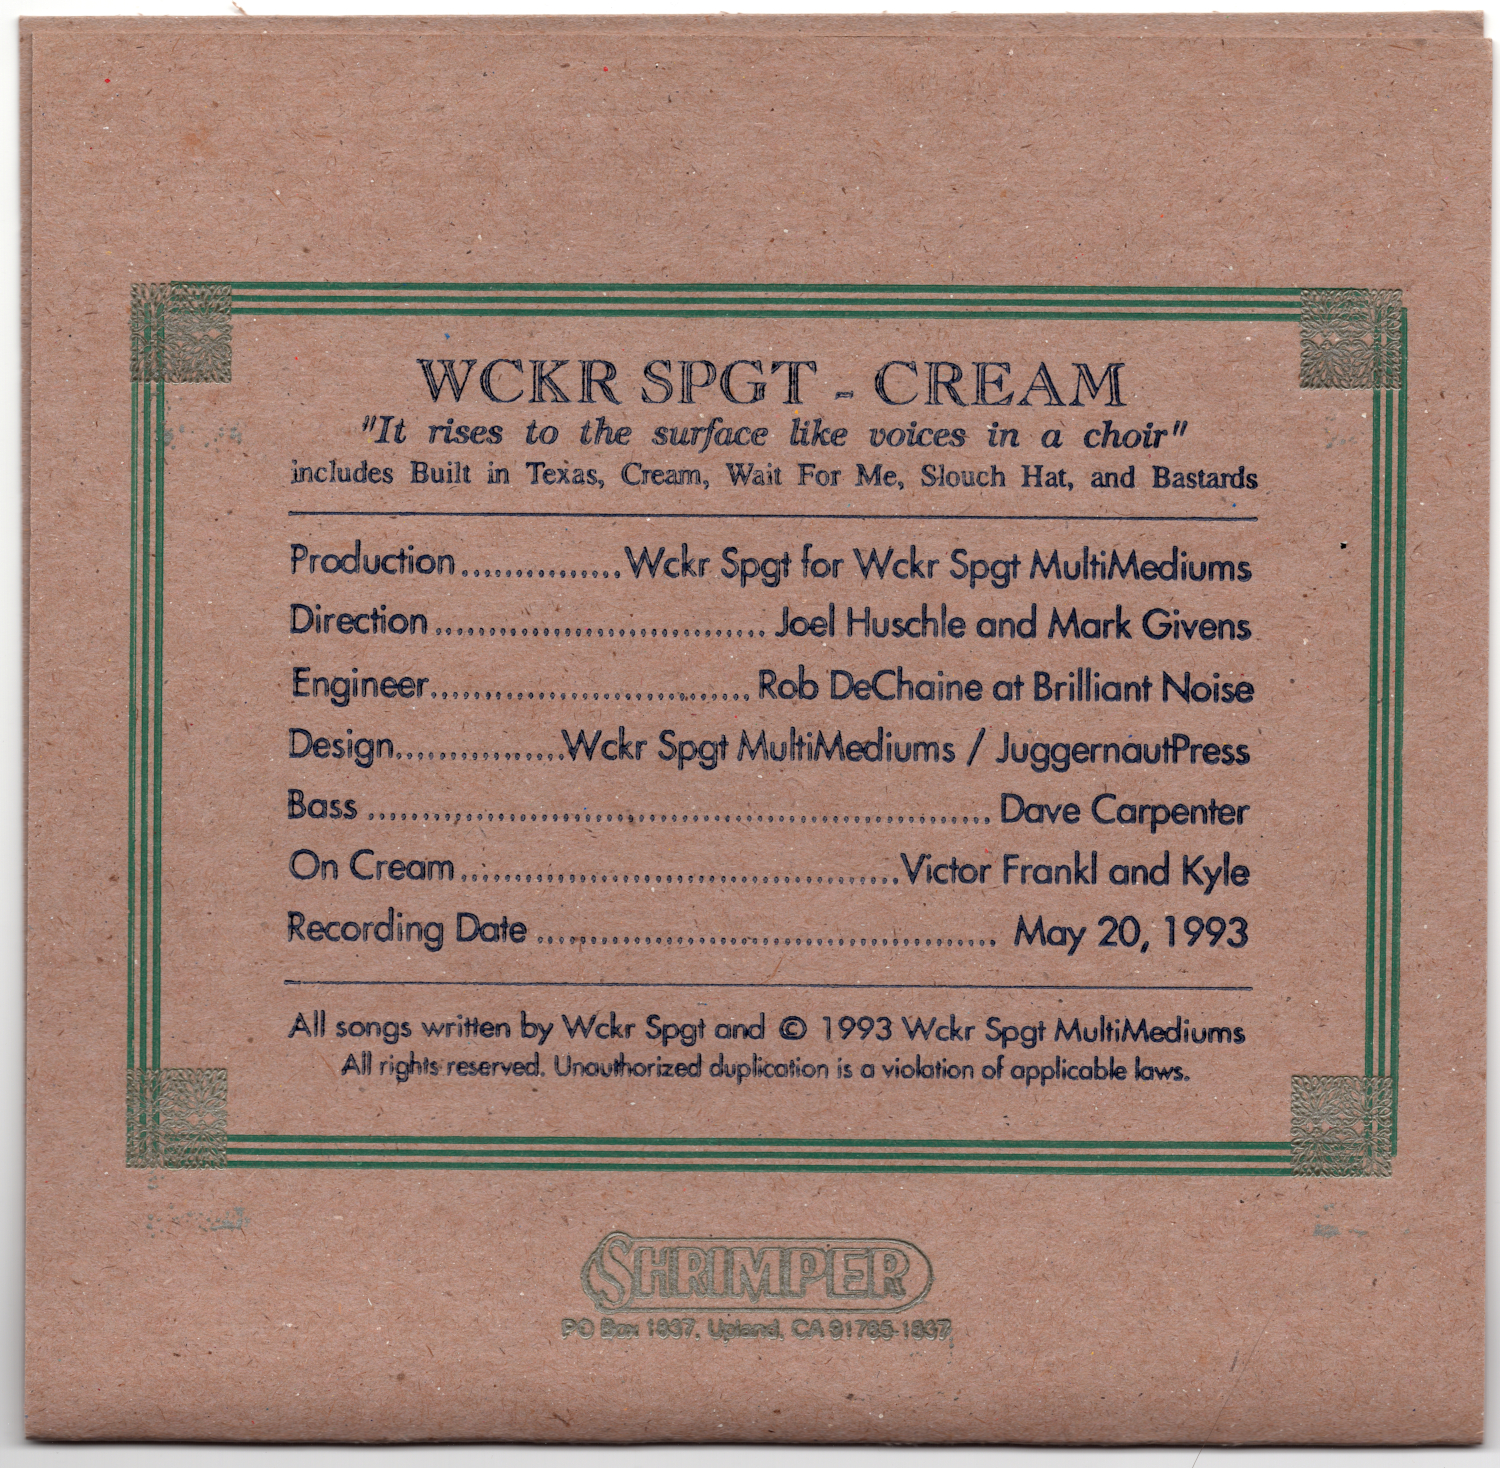 WCKR SPGT - CREAM
"It rises to the surface like voices in a choir"
includes Built in Texas, Cream, Wait For Me, Slouch Hat, and Bastards
Production...............Wckr Spgt for Wckr Spgt MultiMediums
Direction............................... Joel Huschle and Mark Givens
Engineer.............................. Rob DeChaine at Brilliant Noise
Design................Wckr Spgt MultiMediums / JuggernautPress
Bass .......................................................... Dave Carpenter
On Cream.........................................Victor Frankl and Kyle
Recording Date ........................................... May 20, 1993
All songs written by Wckr Spgt and © 1993 Wckr Spgt MultiMediums
All rights reserved. Unauthorized duplication is a violation of applicable laws.
SHRIMPER
PO Box 1837, Upland, CA 91785-1837